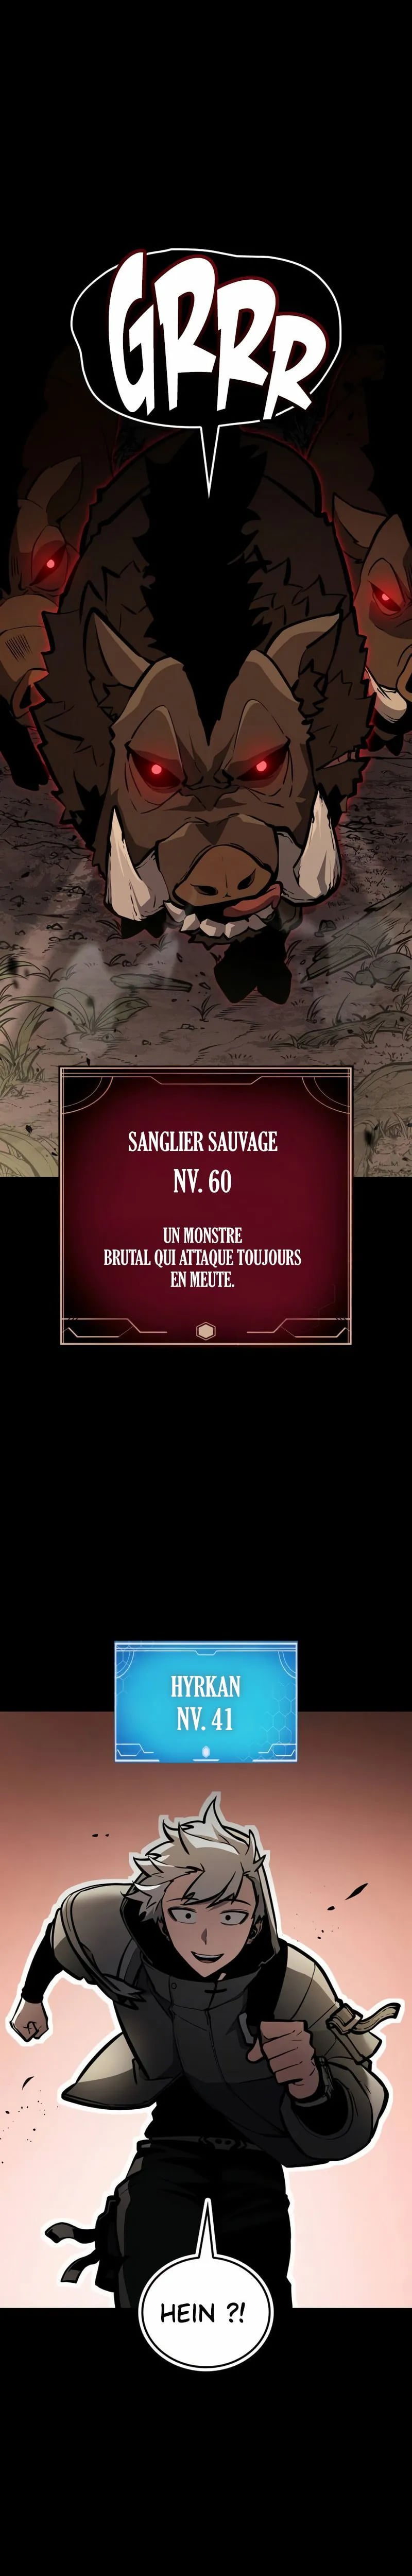 GRRR
SANGLIER SAUVAGE
NV. 60
UN MONSTRE
BRUTAL QUI ATTAQUE TOUJOURS
EN MEUTE.
HYRKAN
NV. 41
HEIN ?!